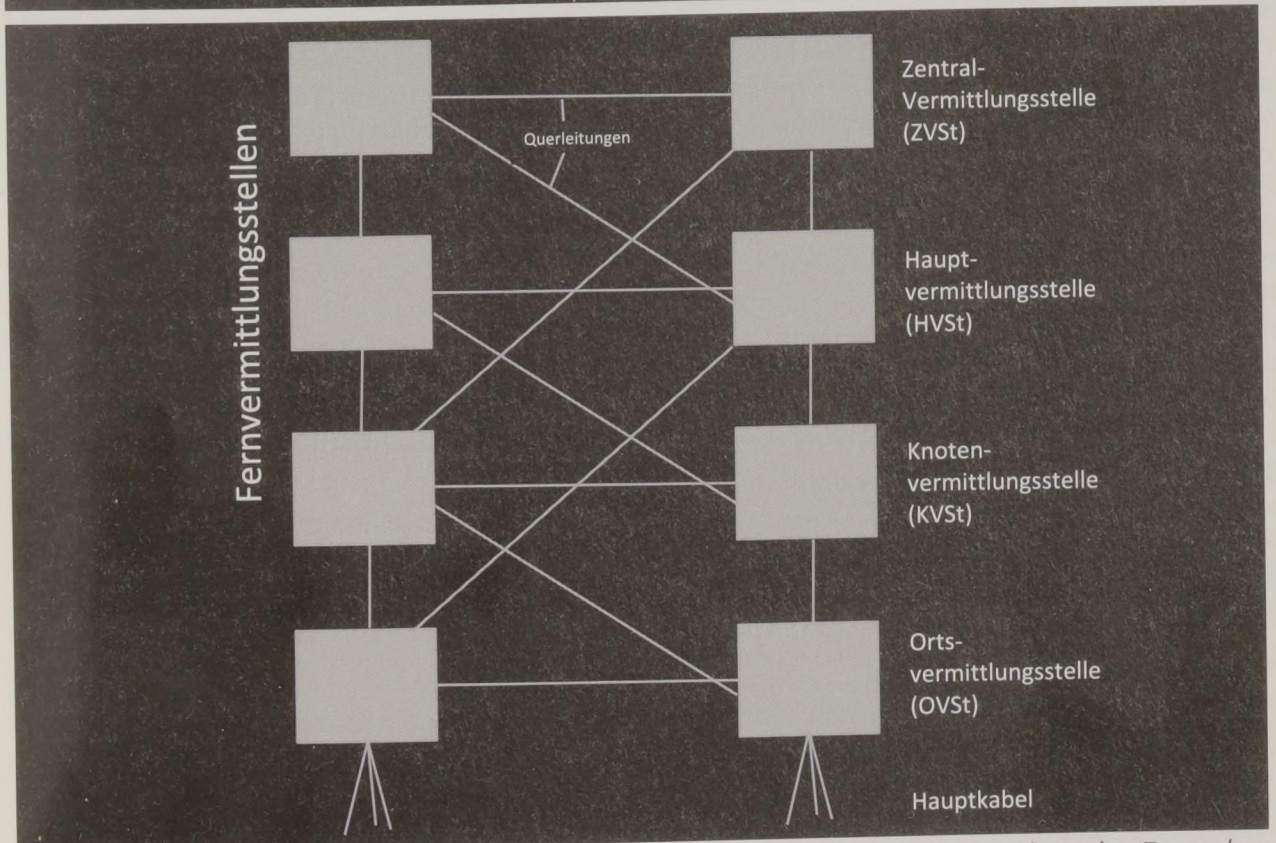 Fernvermittlungsstellen
Querleitungen
Zentral-
Vermittlungsstelle
(ZVSt)
Haupt-
vermittlungsstelle
(HVSt)
Knoten-
vermittlungsstelle
(KVSt)
Orts-
vermittlungsstelle
(OVSt)
Hauptkabel